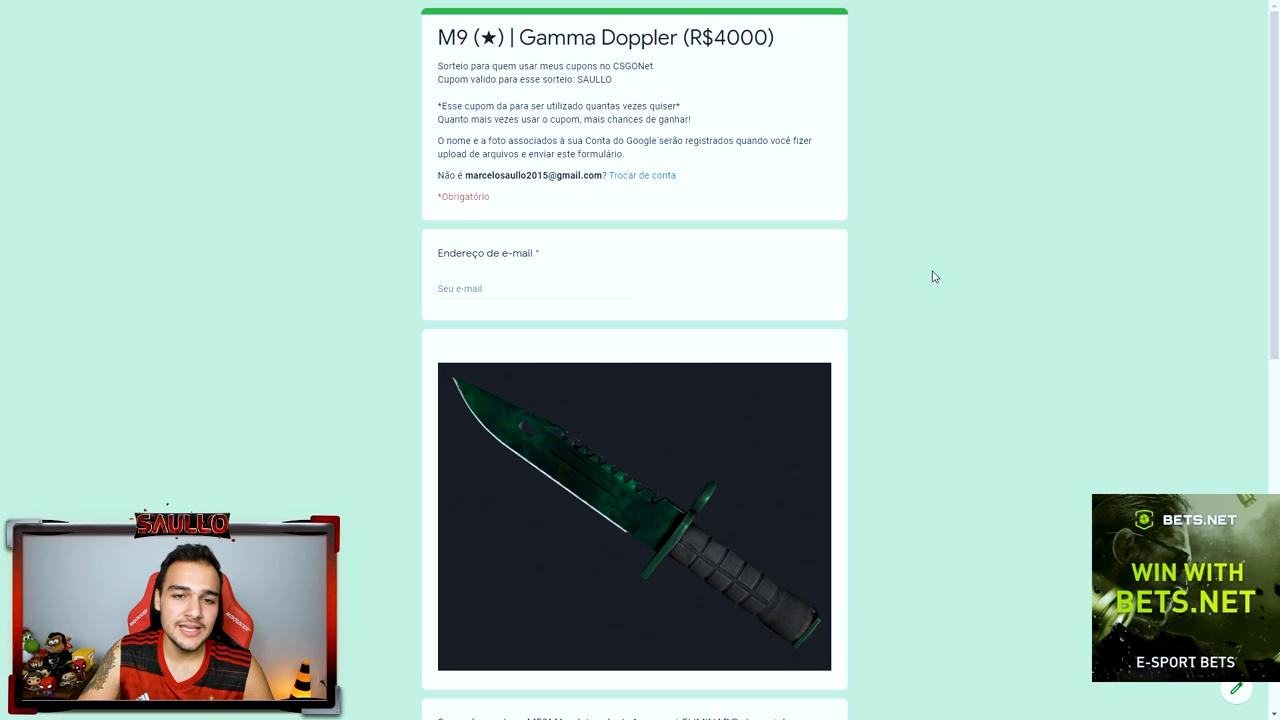 M9 (★) | Gamma Doppler (R$4000)
Sorteio para quem usar meus cupons no CSGONet
Cupom valido para esse sorteio: SAULLO
*Esse cupom da para ser utilizado quantas vezes quiser*
Quanto mais vezes usar o cupom, mais chances de ganhar!
O nome e a foto associados à sua Conta do Google serão registrados quando você fizer
upload de arquivos e enviar este formulário.
Não é marcelosaullo2015@gmail.com? Trocar de conta
*Obrigatório
Endereço de e-mail *
Seu e-mail
SAULLO
BETS.NET
WIN WITH
BETS.NET
E-SPORT BETS